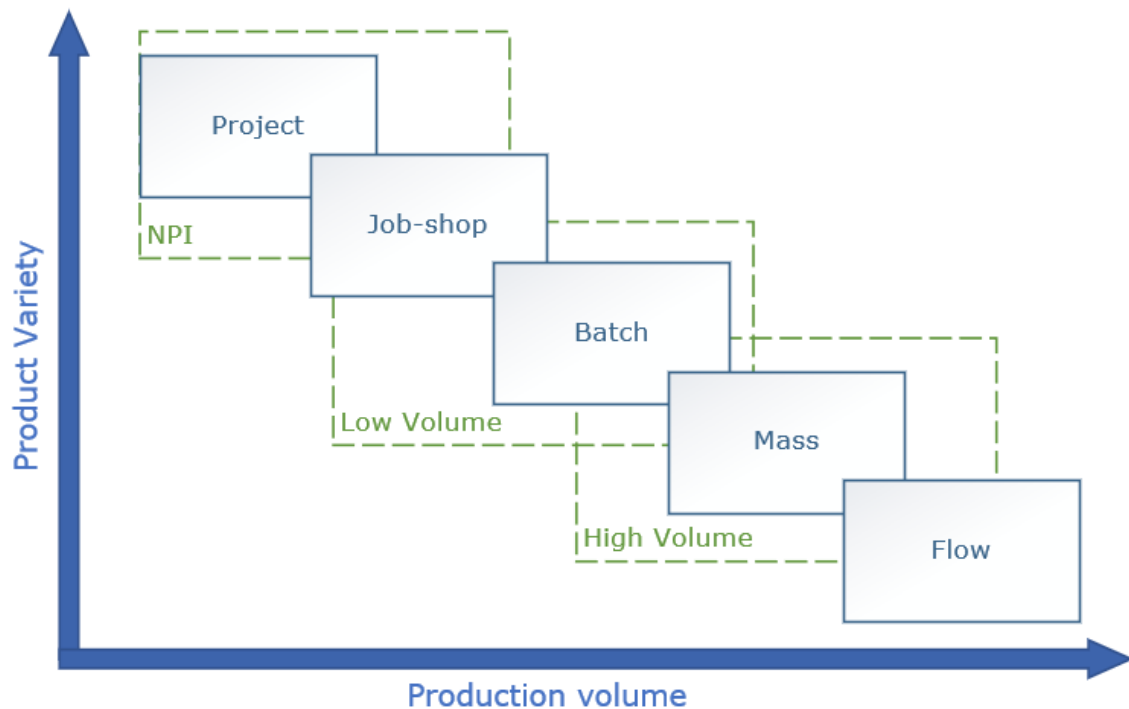 Project
NPI
Job-shop
Batch
Low Volume
Mass
High Volume
Flow
Product Variety
Production volume